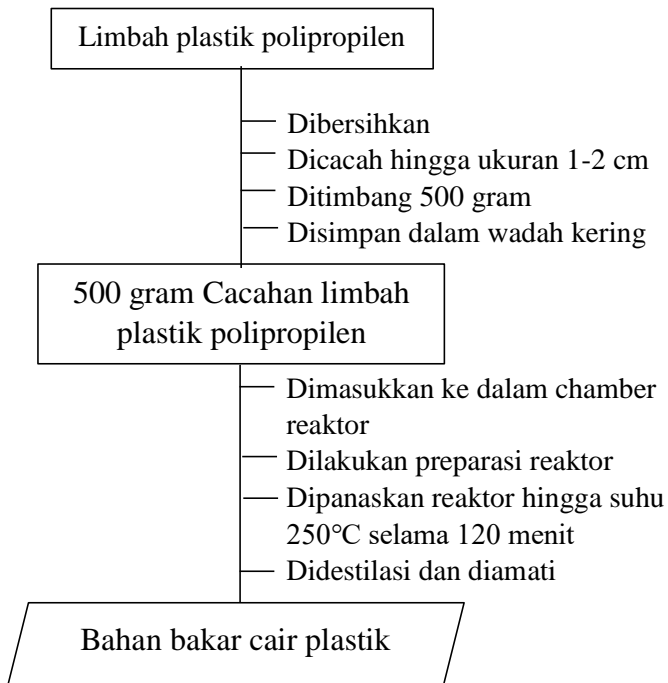 Limbah plastik polipropilen
Dibersihkan
Dicacah hingga ukuran 1-2 cm
Ditimbang 500 gram
Disimpan dalam wadah kering
500 gram Cacahan limbah
plastik polipropilen
Dimasukkan ke dalam chamber
reaktor
Dilakukan preparasi reaktor
Dipanaskan reaktor hingga suhu
250°C selama 120 menit
Didestilasi dan diamati
Bahan bakar cair plastik